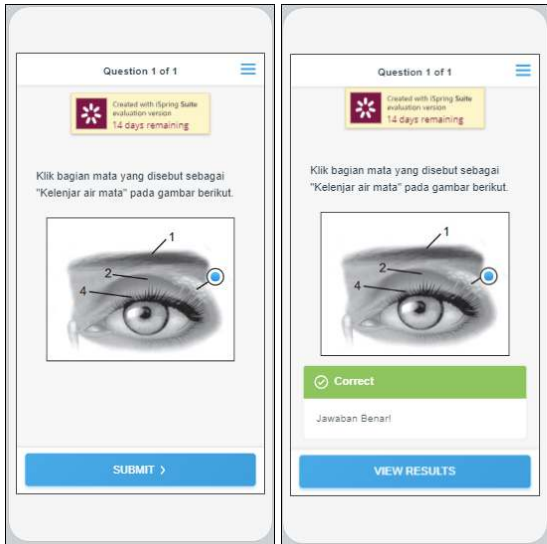 Question 1 of 1
Created with iSpring Suite
evaluation version
14 days remaining
Klik bagian mata yang disebut sebagai
"Kelenjar air mata" pada gambar berikut.
1
2
4
SUBMIT >
Question 1 of 1
Created with iSpring Suite
evaluation version
14 days remaining
Klik bagian mata yang disebut sebagai
"Kelenjar air mata" pada gambar berikut.
1
2
4
Correct
Jawaban Benar!
VIEW RESULTS